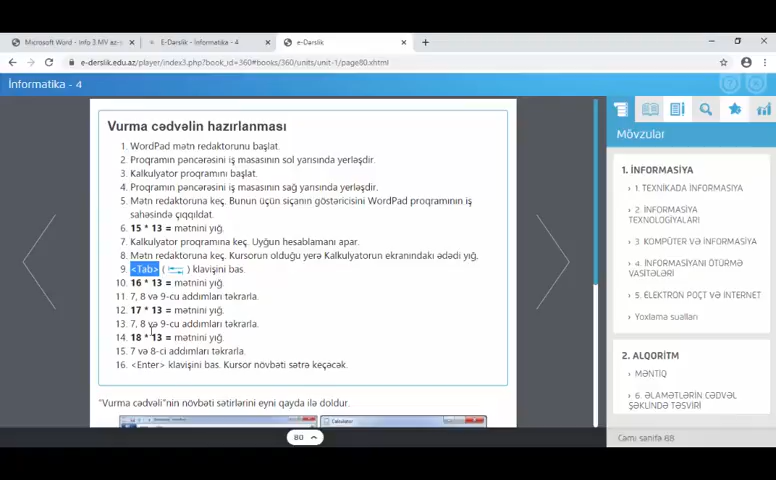 Microsoft Word - Info 3.MV az-s
E-Dərslik - İnformatika - 4
e-Dərslik
e-derslik.edu.az/player/index3.php?book_id=360#books/360/units/unit-1/page80.xhtml
İnformatika - 4
Vurma cədvəlin hazırlanması
1. WordPad mətn redaktorunu başlat.
2. Proqramın pəncərəsini iş masasının sol yarısında yerləşdir.
3. Kalkulyator proqramını başlat.
4. Proqramın pəncərəsini iş masasının sağ yarısında yerləşdir.
5. Mətn redaktoruna keç. Bunun üçün siçanın göstəricisini WordPad proqramının iş
sahəsində çıqqıldat.
6. 15 * 13 = mətnini yığ.
7. Kalkulyator proqramına keç. Uyğun hesablamanı apar.
8. Mətn redaktoruna keç. Kursorun olduğu yerə Kalkulyatorun ekranındakı ədədi yığ.
9. <Tab> ( ) klavişini bas.
10. 16 * 13 = mətnini yığ.
11. 7, 8 və 9-cu addımları təkrarla.
12. 17 * 13 = mətnini yığ.
13. 7, 8 və 9-cu addımları təkrarla.
14. 18 * 13 = mətnini yığ.
15. 7 və 8-ci addımları təkrarla.
16. <Enter> klavişini bas. Kursor növbəti sətrə keçəcək.
"Vurma cədvəli"nin növbəti sətirlərini eyni qayda ilə doldur.
Calculator
80
Mövzular
1. İNFORMASİYA
1. TEXNİKADA İNFORMASİYA
2. İNFORMASİYA
TEXNOLOGİYALARI
3. KOMPÜTER VƏ İNFORMASİYA
4. İNFORMASİYANI ÖTÜRMƏ
VASİTƏLƏRİ
5. ELEKTRON POÇT VƏ İNTERNET
Yoxlama sualları
2. ALQORİTM
MƏNTİQ
6. ƏLAMƏTLƏRİN CƏDVƏL
ŞƏKLİNDƏ TƏSVİRİ
Cəmi səhifə 88